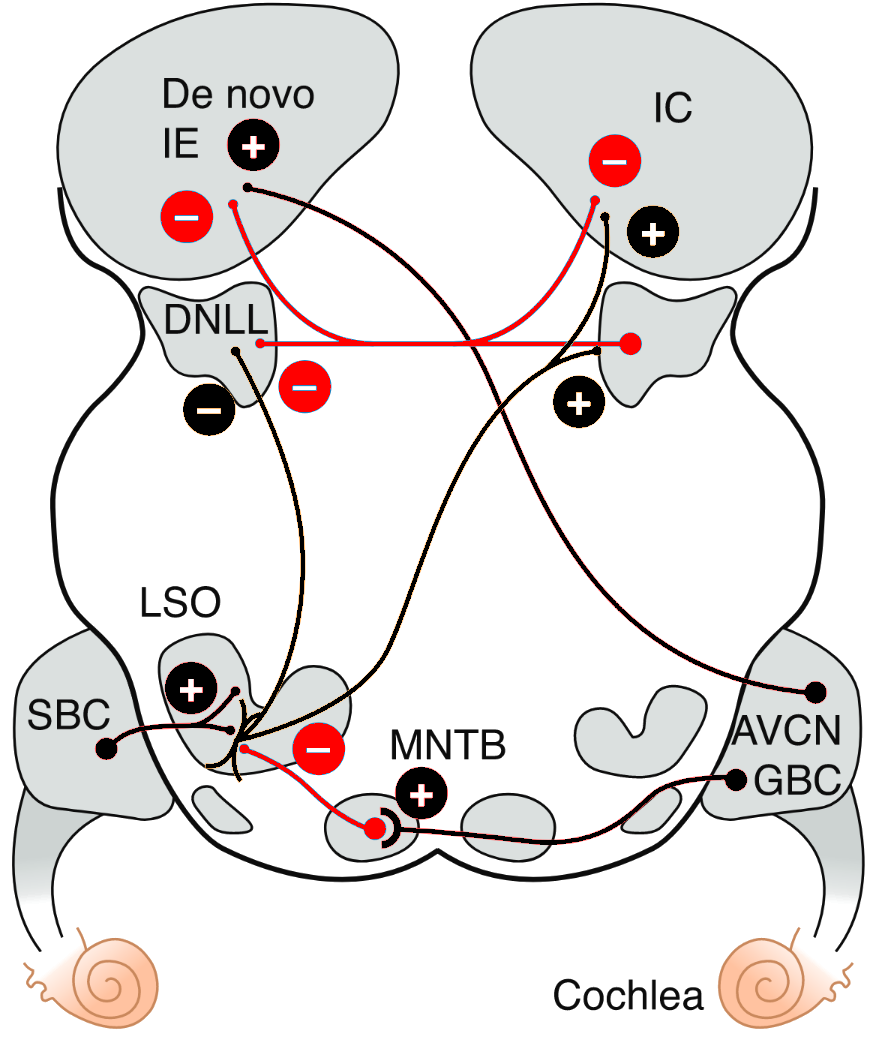 De novo
IE
IC
DNLL
LSO
SBC
MNTB
AVCN
GBC
Cochlea